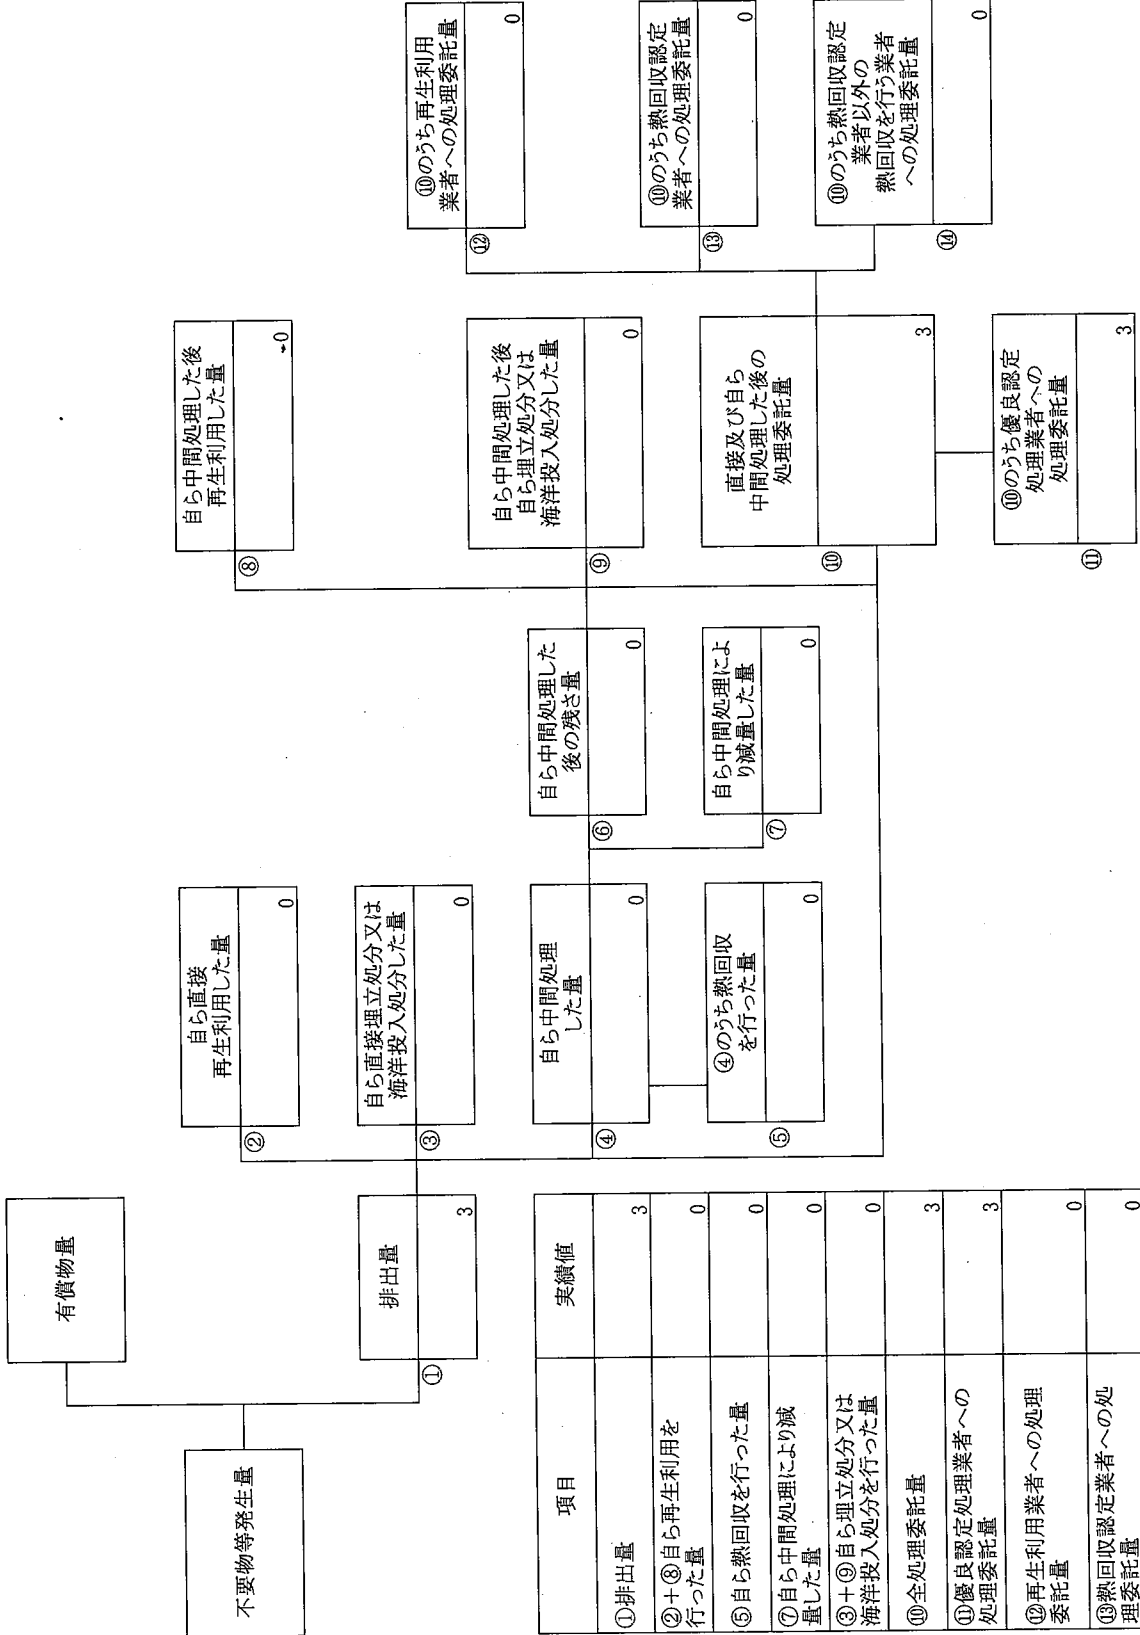 不要物等発生量
有償物量
排出量
①
3
自ら直接
再生利用した量
②
0
自ら直接埋立処分又は
海洋投入処分した量
③
0
自ら中間処理
した量
④
0
④のうち熱回収
を行った量
⑤
0
自ら中間処理した
後の残さ量
⑥
0
自ら中間処理によ
り減量した量
⑦
0
自ら中間処理した後
再生利用した量
⑧
0
自ら中間処理した後
自ら埋立処分又は
海洋投入処分した量
⑨
0
直接及び自ら
中間処理した後の
処理委託量
⑩
3
⑩のうち優良認定
処理業者への
処理委託量
⑪
3
⑩のうち再生利用
業者への処理委託量
⑫
0
⑩のうち熱回収認定
業者への処理委託量
⑬
0
⑩のうち熱回収認定
業者以外の
熱回収を行う業者
への処理委託量
⑭
0
項目 実績値
①排出量 3
②+⑧自ら再生利用を
行った量 0
⑤自ら熱回収を行った量 0
⑦自ら中間処理により減
量した量 0
③+⑨自ら埋立処分又は
海洋投入処分を行った量 0
⑩全処理委託量 3
⑪優良認定処理業者への
処理委託量 3
⑫再生利用業者への処理
委託量 0
⑬熱回収認定業者への処
理委託量 0